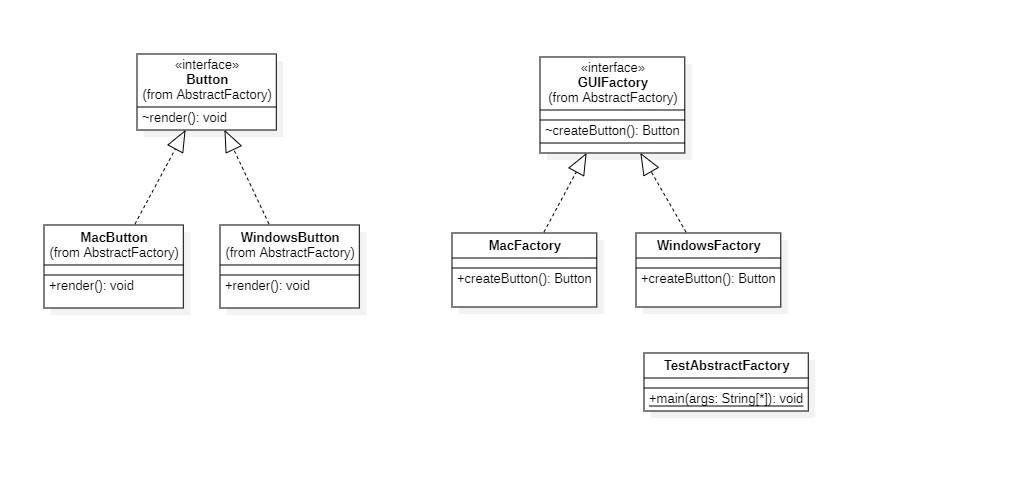 «interface»
Button
(from AbstractFactory)
~render(): void
«interface»
GUIFactory
(from AbstractFactory)
~createButton(): Button
MacButton
(from AbstractFactory)
+render(): void
WindowsButton
(from AbstractFactory)
+render(): void
MacFactory
+createButton(): Button
WindowsFactory
+createButton(): Button
TestAbstractFactory
+main(args: String[*]): void